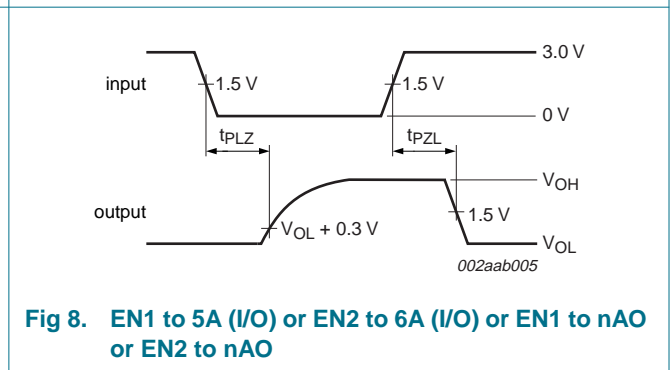 3.0 V
input
1.5 V
1.5 V
0 V
tPLZ
tPZL
VOH
output
VOL + 0.3 V
1.5 V
VOL
002aab005
Fig 8. EN1 to 5A (I/O) or EN2 to 6A (I/O) or EN1 to nAO
or EN2 to nAO